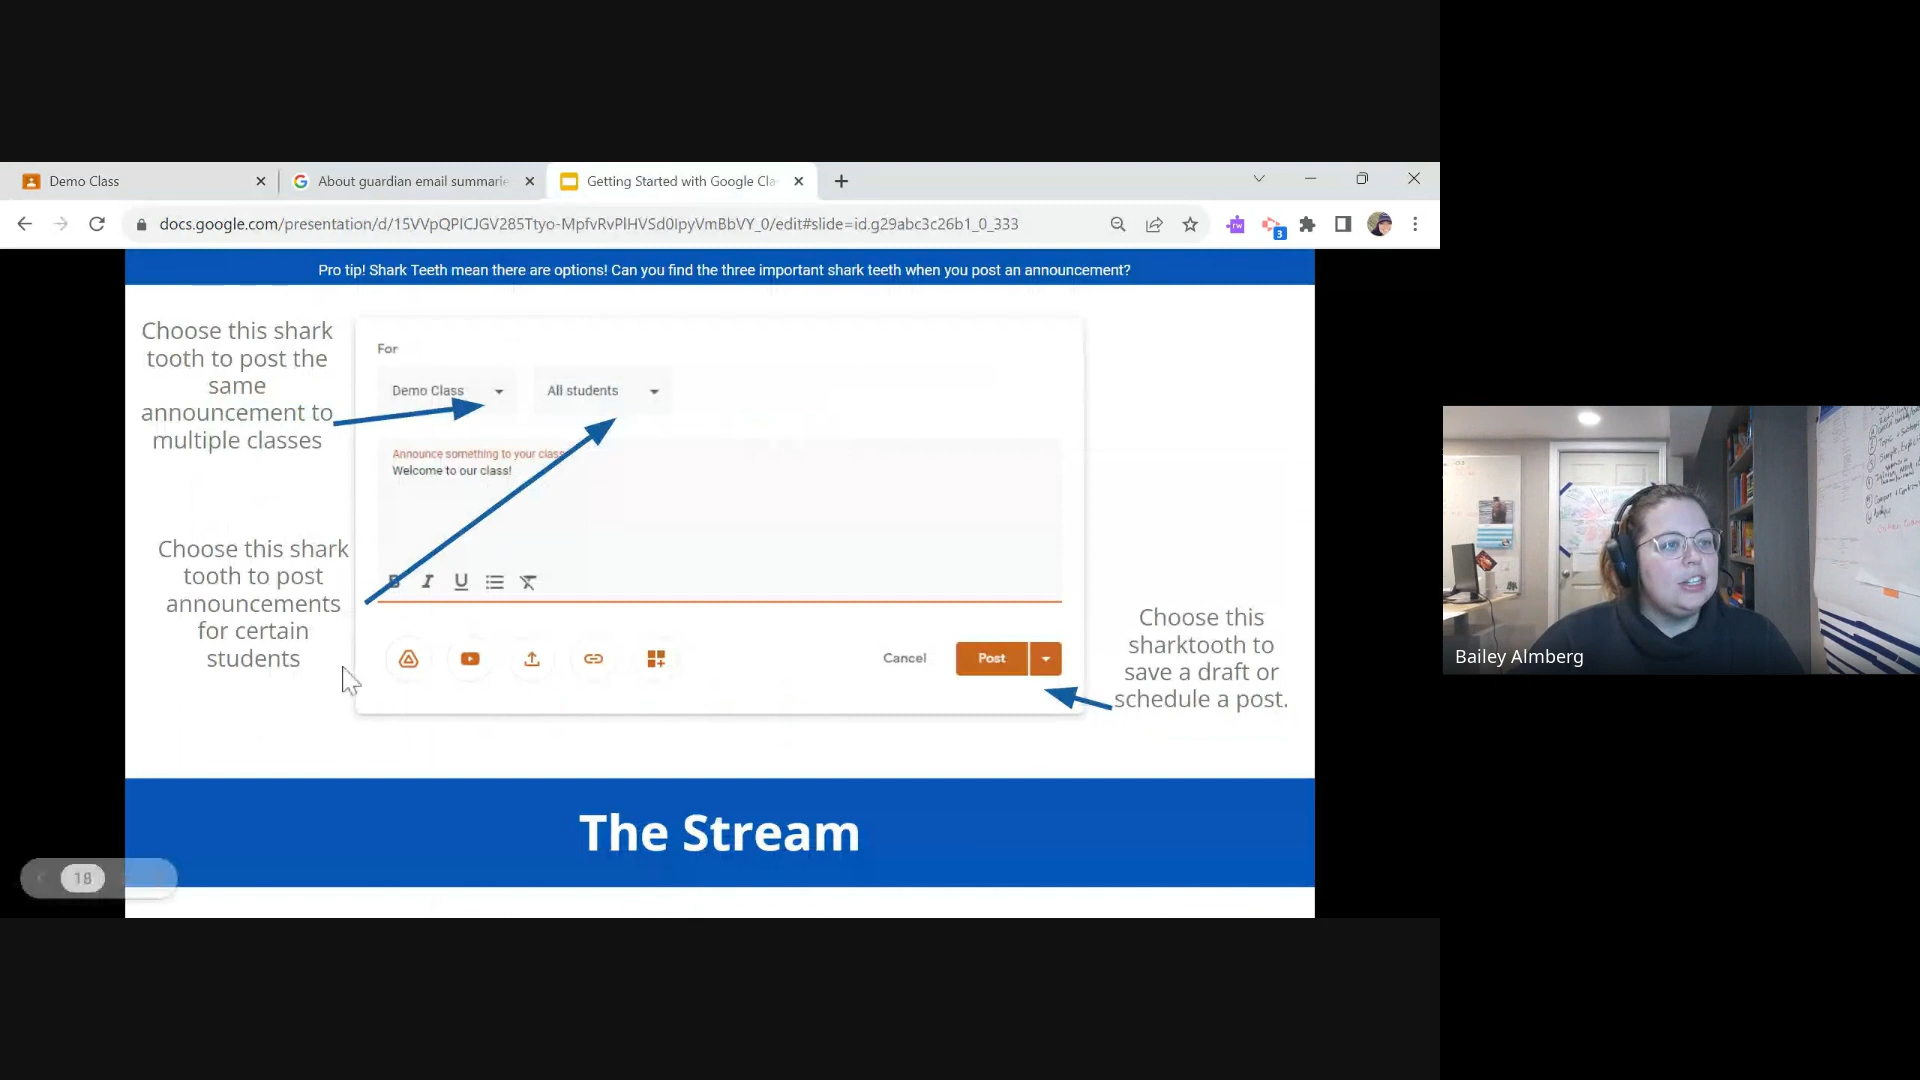 Demo Class
About guardian email summarie
Getting Started with Google Cla
docs.google.com/presentation/d/15VVpQPICJGV285Ttyo-MpfvRvPlHVSd0IpyVmBbVY_0/edit#slide=id.g29abc3c26b1_0_333
rw
3
Pro tip! Shark Teeth mean there are options! Can you find the three important shark teeth when you post an announcement?
Choose this shark
tooth to post the
same
announcement to
multiple classes
For
Demo Class
All students
Announce something to your class
Welcome to our class!
Choose this shark
tooth to post
announcements
for certain
students
B I U
Cancel
Post
Choose this
sharktooth to
save a draft or
schedule a post.
The Stream
18
Bailey Almberg